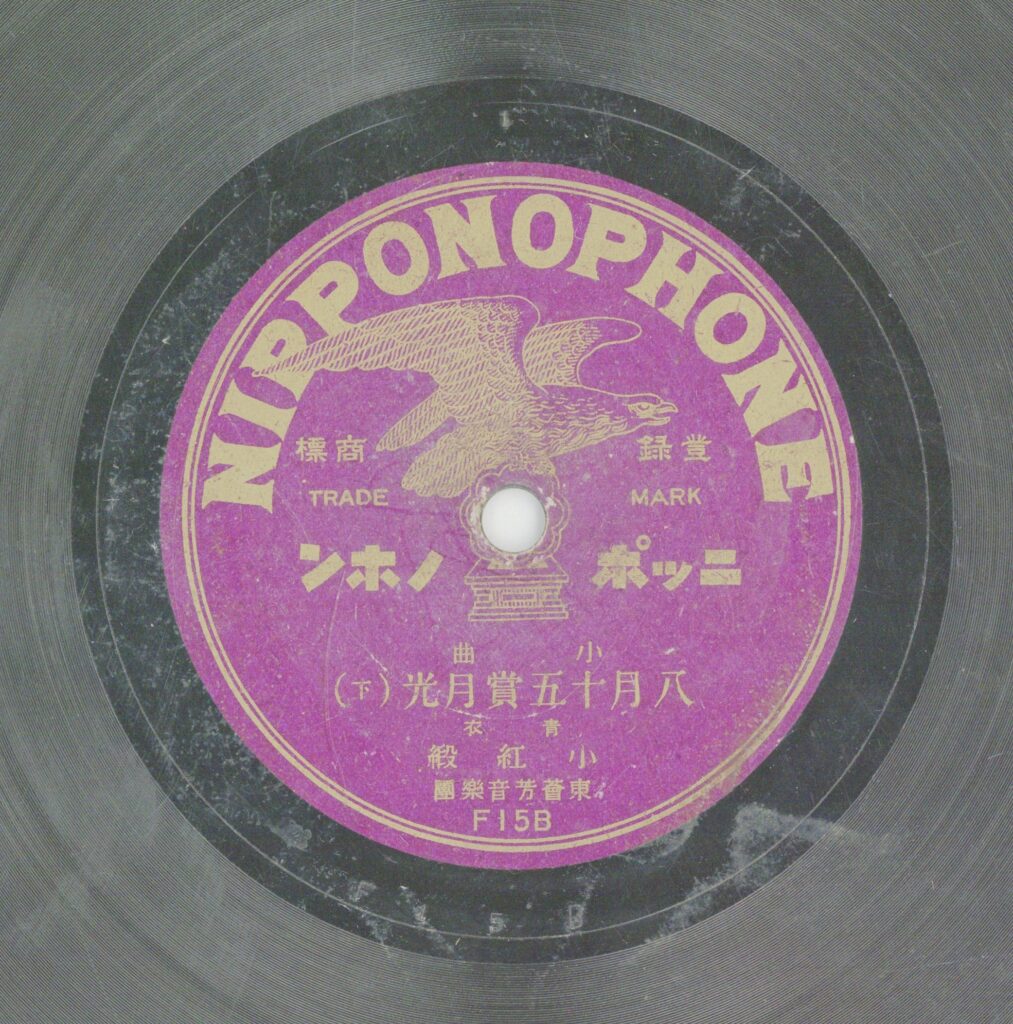 NIPPONOPHONE
登録 商標
TRADE MARK
ニッポノホン
小曲
八月十五賞月光(下)
青衣
小紅緞
東薈芳音樂團
F15B